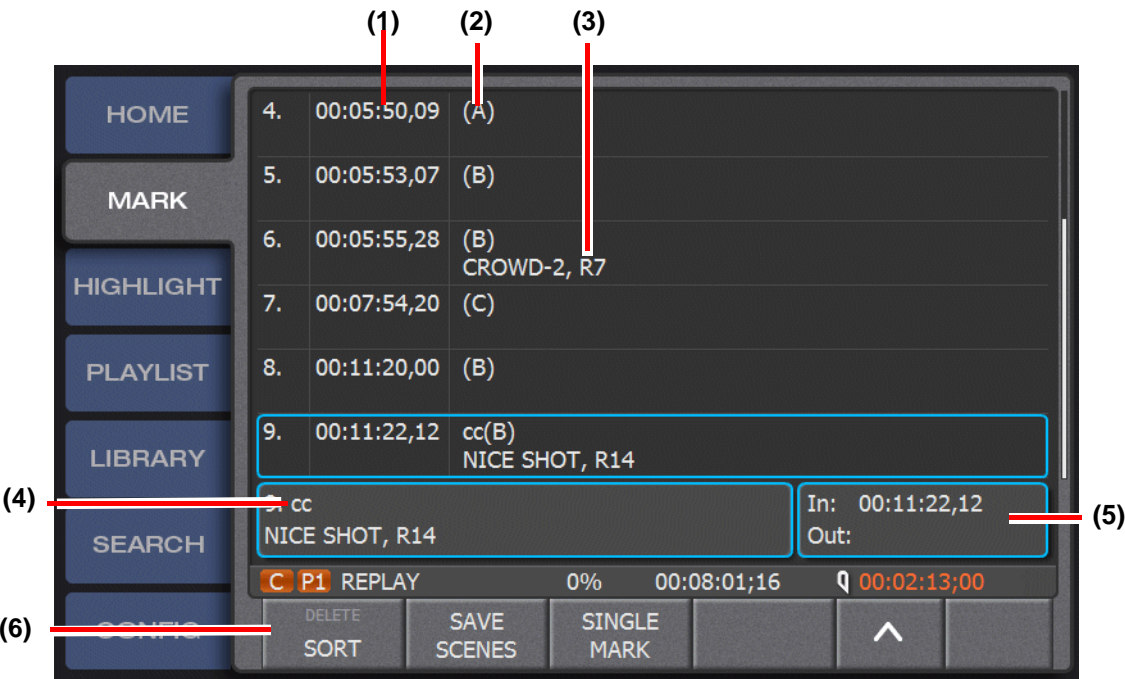 (1) (2) (3)
HOME
MARK
HIGHLIGHT
PLAYLIST
LIBRARY
SEARCH
CONFIG
4. 00:05:50,09 (A)
5. 00:05:53,07 (B)
6. 00:05:55,28 (B)
CROWD-2, R7
7. 00:07:54,20 (C)
8. 00:11:20,00 (B)
9. 00:11:22,12 cc(B)
NICE SHOT, R14
(4)
9. cc
NICE SHOT, R14
In: 00:11:22,12
Out:
(5)
C P1 REPLAY 0% 00:08:01;16 00:02:13;00
(6)
DELETE
SORT
SAVE
SCENES
SINGLE
MARK